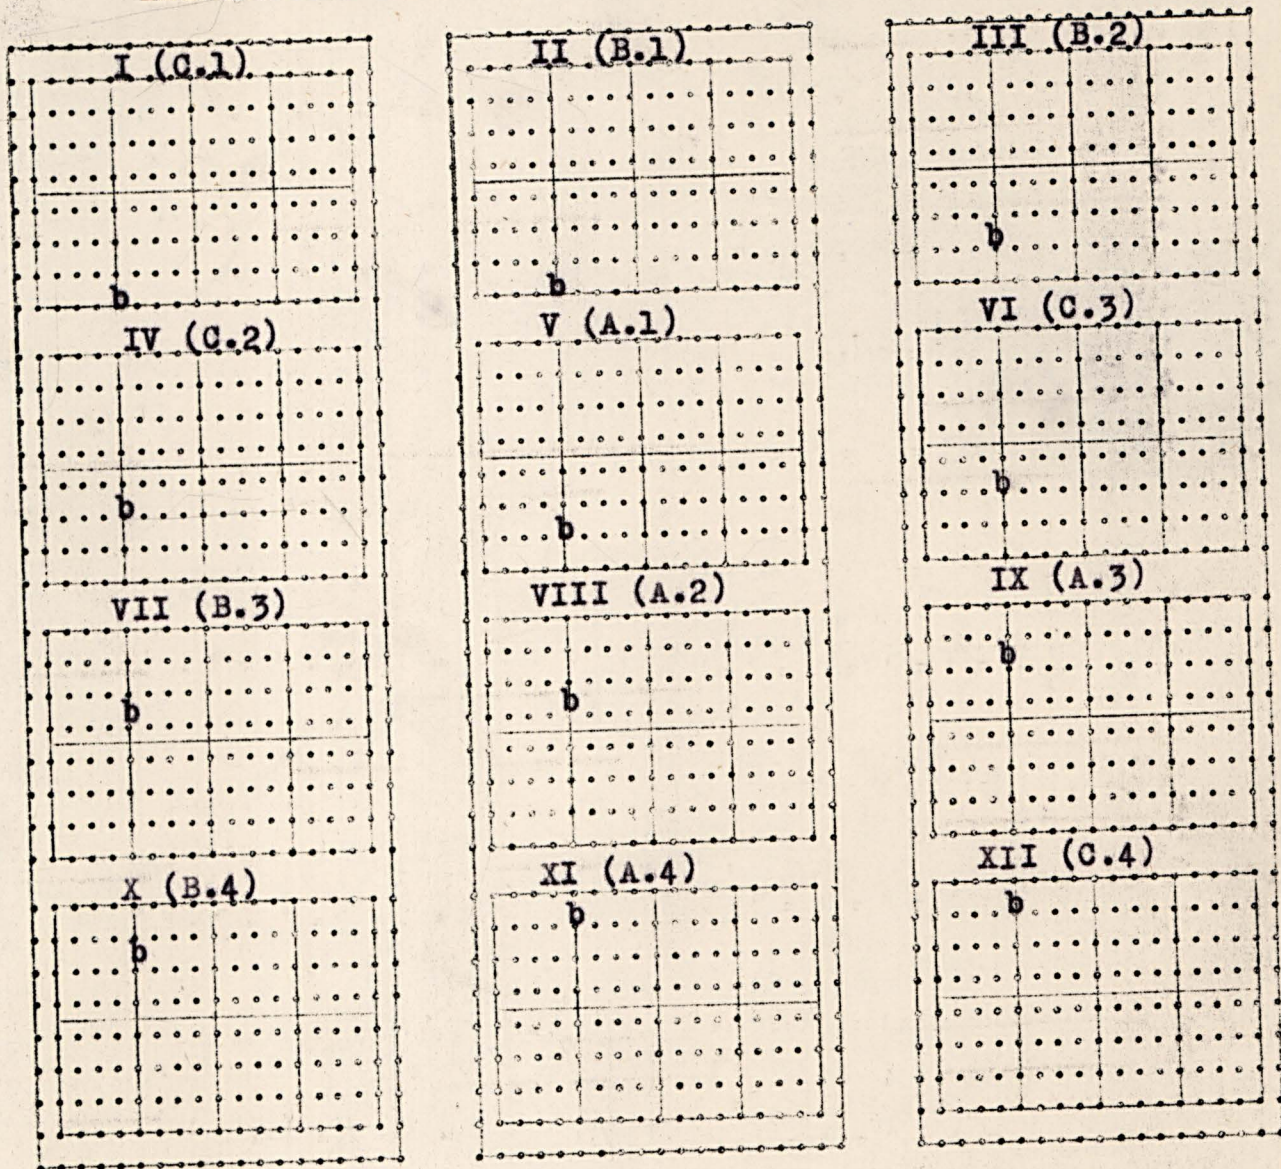 I (C.1)
II (B.1)
III (B.2)
b
b
b
IV (C.2)
V (A.1)
VI (C.3)
b
b
b
VII (B.3)
VIII (A.2)
IX (A.3)
b
b
b
X (B.4)
XI (A.4)
XII (C.4)
b
b
b